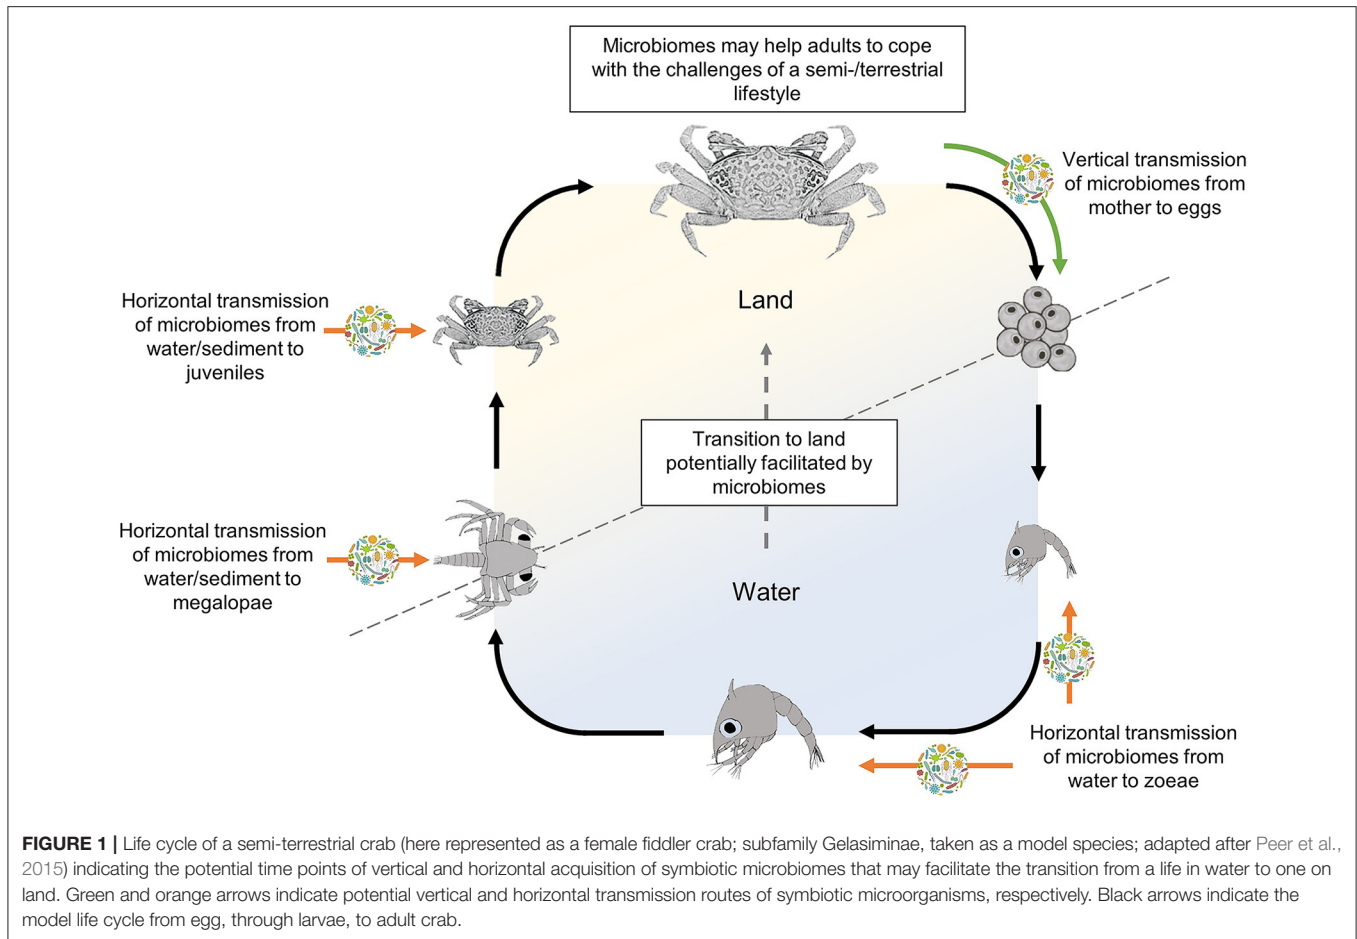 Microbiomes may help adults to cope
with the challenges of a semi-/terrestrial
lifestyle
Vertical transmission
of microbiomes from
mother to eggs
Land
Horizontal transmission
of microbiomes from
water/sediment to
juveniles
Transition to land
potentially facilitated by
microbiomes
Horizontal transmission
of microbiomes from
water/sediment to
megalopae
Water
Horizontal transmission
of microbiomes from
water to zoeae
FIGURE 1 | Life cycle of a semi-terrestrial crab (here represented as a female fiddler crab; subfamily Gelasiminae, taken as a model species; adapted after Peer et al.,
2015) indicating the potential time points of vertical and horizontal acquisition of symbiotic microbiomes that may facilitate the transition from a life in water to one on
land. Green and orange arrows indicate potential vertical and horizontal transmission routes of symbiotic microorganisms, respectively. Black arrows indicate the
model life cycle from egg, through larvae, to adult crab.